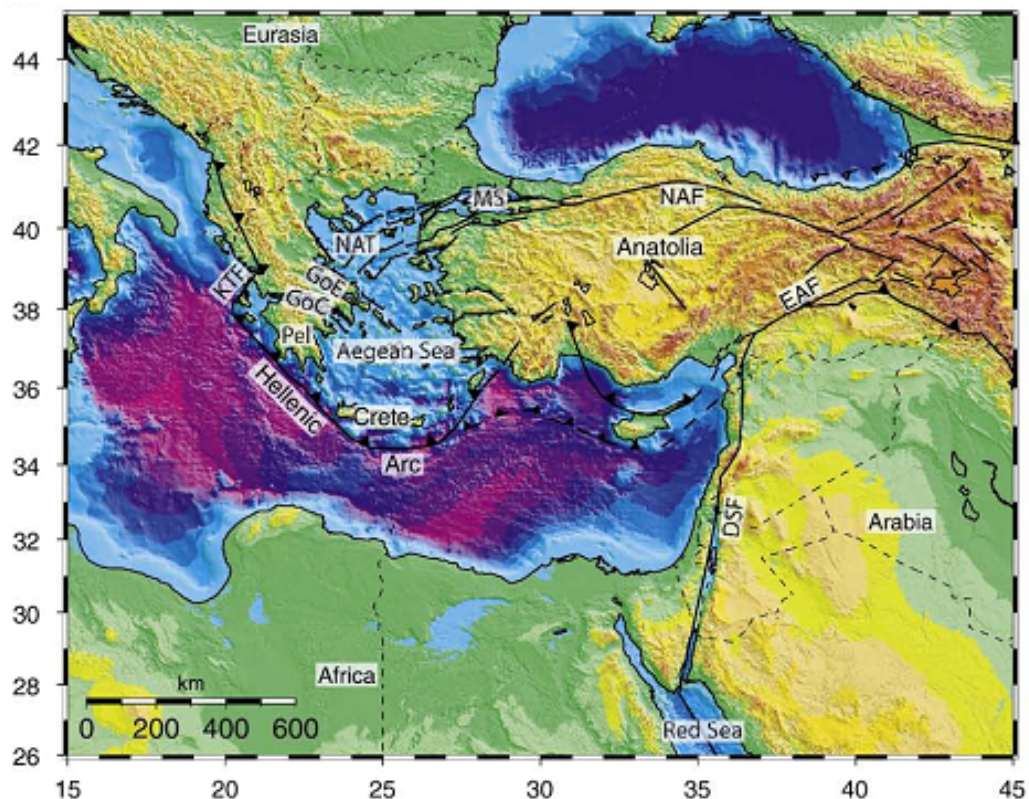 Eurasia
44
42
MS
NAF
40
NAT
Anatolia
GoE
KTF
EAF
GoC
38
Pel
Aegean Sea
36
Hellenic
Crete
Arc
34
DSF
Arabia
32
30
Africa
28
km
0 200 400 600
Red Sea
26
15 20 25 30 35 40 45